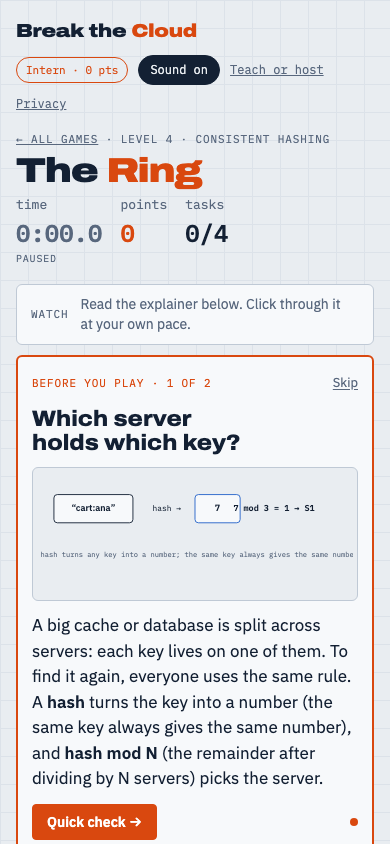 Break the Cloud
Intern · 0 pts
Sound on
Teach or host
Privacy
← ALL GAMES · LEVEL 4 · CONSISTENT HASHING
The Ring
time points tasks
0:00.0 0 0/4
PAUSED
WATCH
Read the explainer below. Click through it
at your own pace.
BEFORE YOU PLAY · 1 OF 2
Skip
Which server
holds which key?
“cart:ana” hash → 7 7 mod 3 = 1 → S1
hash turns any key into a number; the same key always gives the same numbe
A big cache or database is split across
servers: each key lives on one of them. To
find it again, everyone uses the same rule.
A hash turns the key into a number (the
same key always gives the same number),
and hash mod N (the remainder after
dividing by N servers) picks the server.
Quick check →